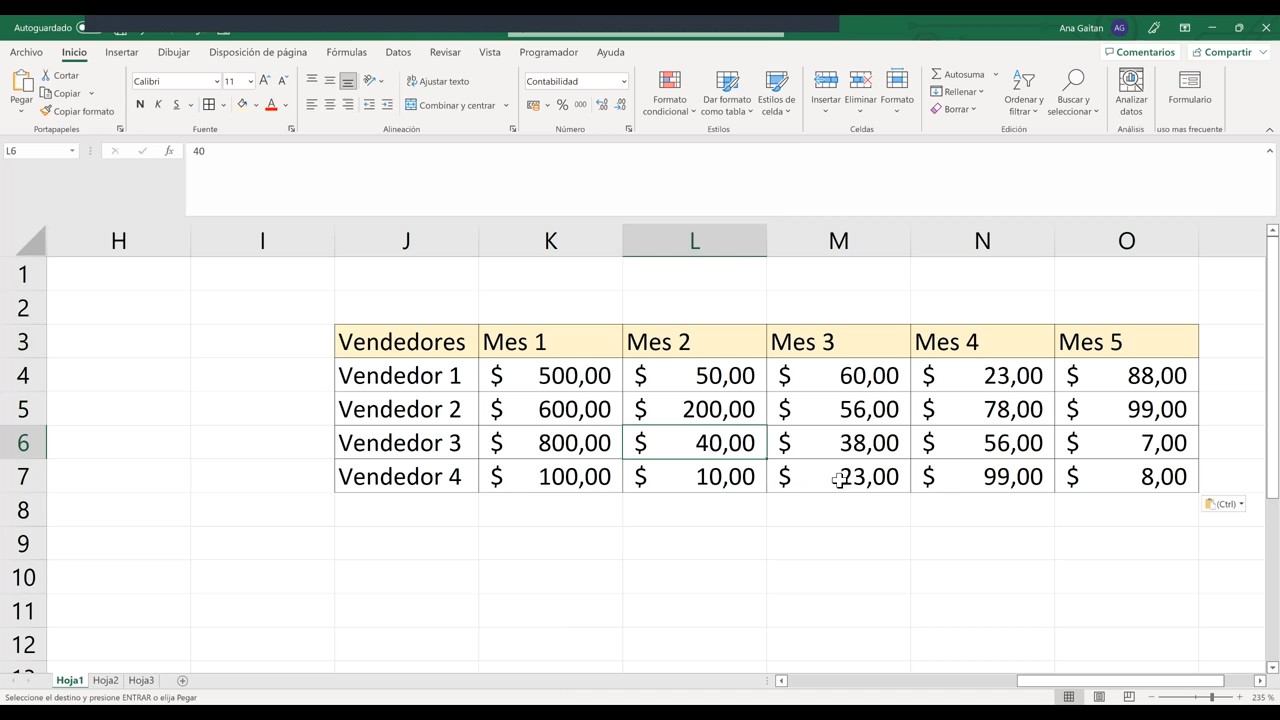 Autoguardado
Ana Gaitan AG
Archivo Inicio Insertar Dibujar Disposición de página Fórmulas Datos Revisar Vista Programador Ayuda Comentarios Compartir
Pegar
Cortar
Copiar
Copiar formato
Portapapeles
Calibri 11
N K S
Fuente
Ajustar texto
Combinar y centrar
Alineación
Contabilidad
% 000
Número
Formato condicional
Dar formato como tabla
Estilos de celda
Estilos
Insertar
Eliminar
Formato
Celdas
Autosuma
Rellenar
Borrar
Ordenar y filtrar
Buscar y seleccionar
Edición
Analizar datos
Análisis
Formulario
uso mas frecuente
L6 fx 40
H I J K L M N O
1
2
3 Vendedores Mes 1 Mes 2 Mes 3 Mes 4 Mes 5
4 Vendedor 1 $ 500,00 $ 50,00 $ 60,00 $ 23,00 $ 88,00
5 Vendedor 2 $ 600,00 $ 200,00 $ 56,00 $ 78,00 $ 99,00
6 Vendedor 3 $ 800,00 $ 40,00 $ 38,00 $ 56,00 $ 7,00
7 Vendedor 4 $ 100,00 $ 10,00 $ 23,00 $ 99,00 $ 8,00
8 (Ctrl)
9
10
11
12
Hoja1 Hoja2 Hoja3
Seleccione el destino y presione ENTRAR o elija Pegar
235 %